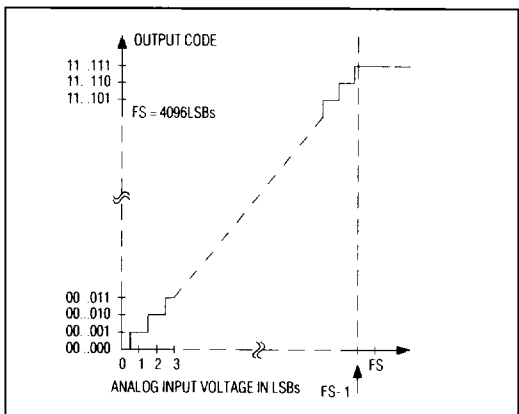 OUTPUT CODE
11...111
11...110
11...101
FS = 4096LSBs
00...011
00...010
00...001
00...000
0 1 2 3
FS
ANALOG INPUT VOLTAGE IN LSBs
FS-1